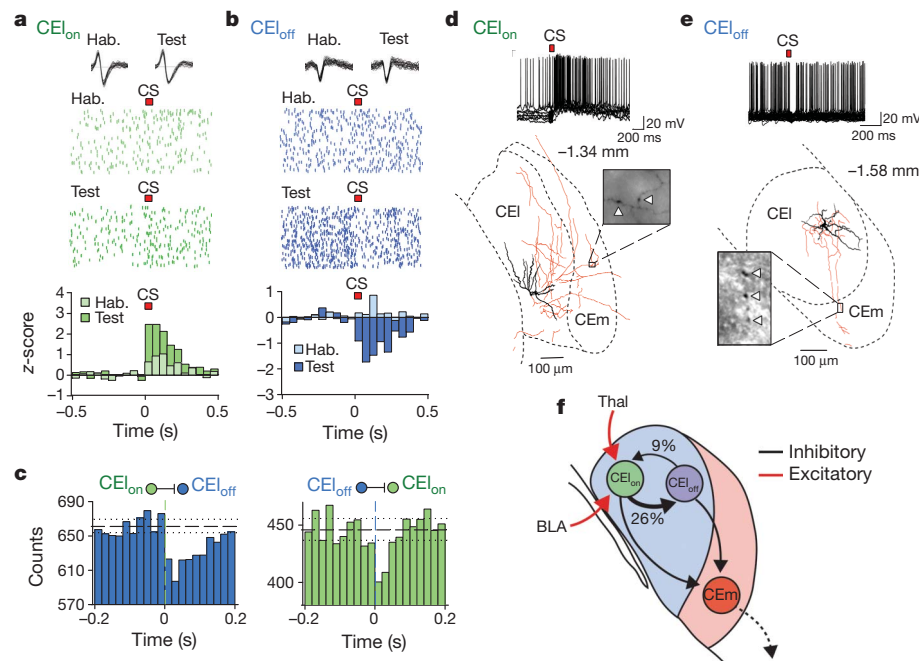 a CEl_on
Hab. Test
CS
Hab.
CS
Test
CS
Hab.
Test
z-score
4
3
2
1
0
−1
−0.5 0 0.5
Time (s)
b CEl_off
Hab. Test
CS
Hab.
CS
Test
CS
Hab.
Test
1
0
−1
−2
−3
−0.5 0 0.5
Time (s)
c
CEl_on CEl_off
Counts
690
650
610
570
−0.2 0 0.2
Time (s)
CEl_off CEl_on
450
400
−0.2 0 0.2
Time (s)
d CEl_on
CS
20 mV
200 ms
−1.34 mm
CEl
CEm
100 µm
e CEl_off
CS
20 mV
200 ms
−1.58 mm
CEl
CEm
100 µm
f
Thal
9%
CEl_on
CEl_off
26%
BLA
CEm
Inhibitory
Excitatory